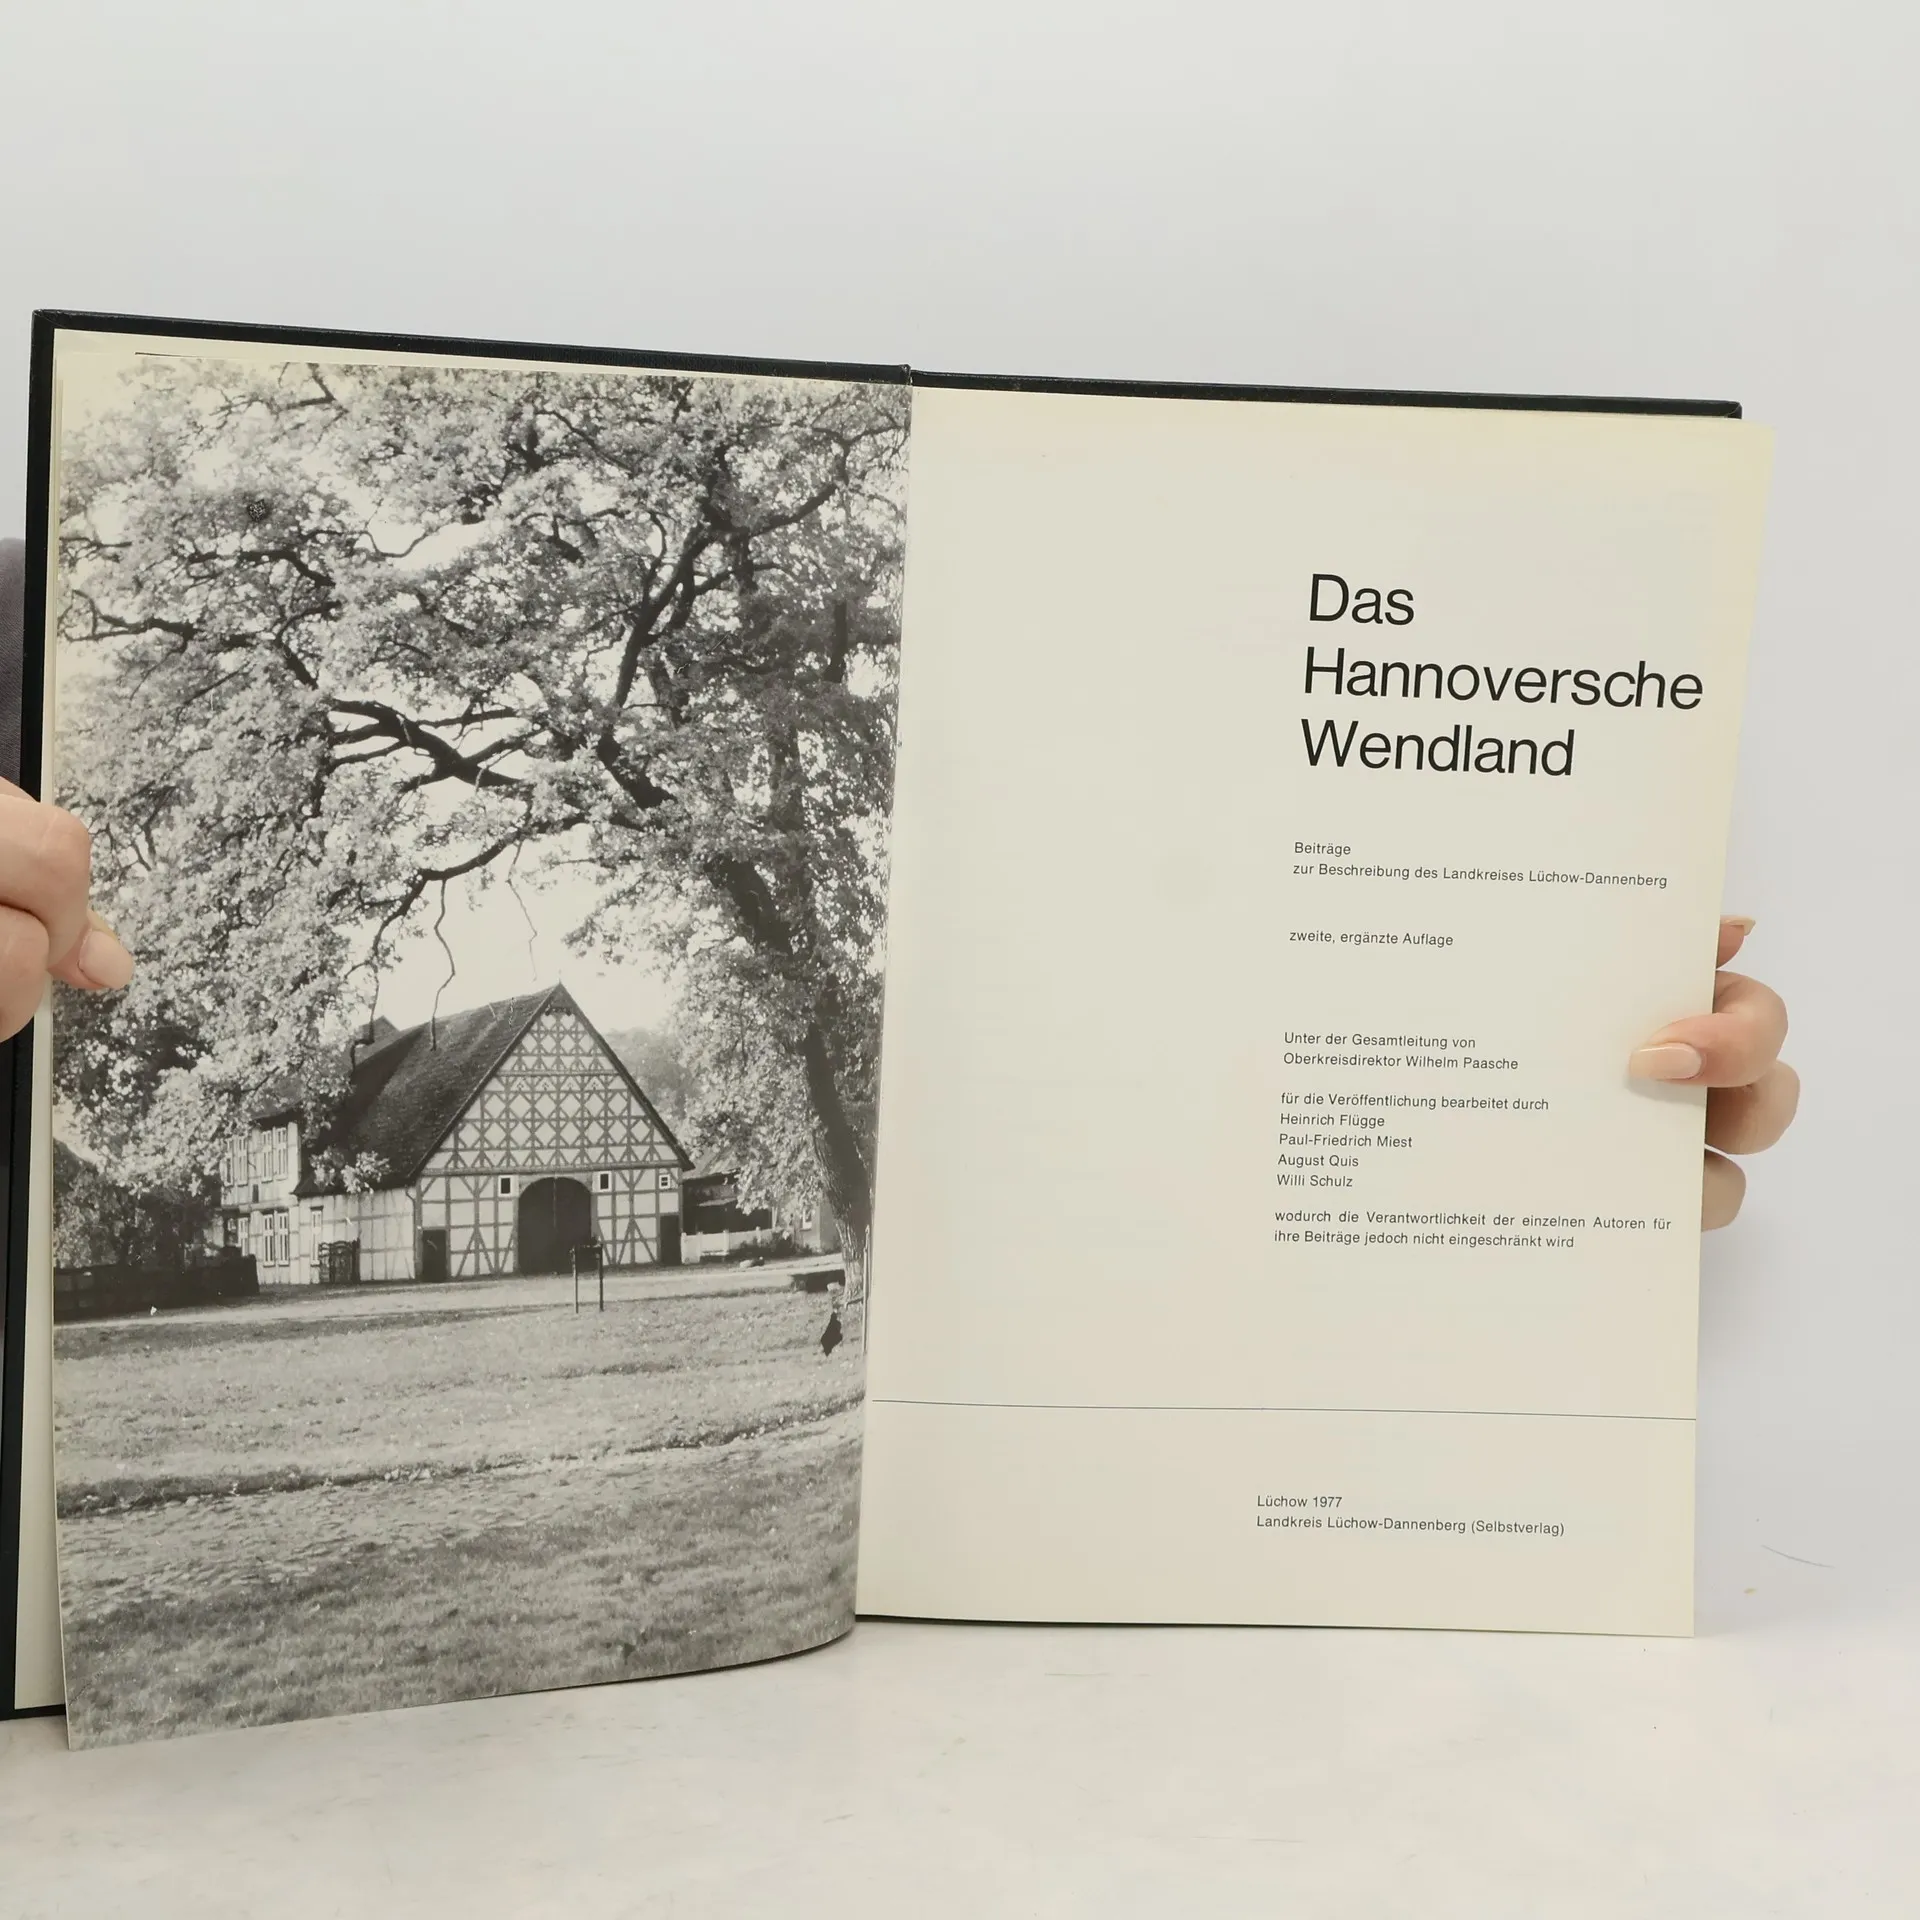 Das
Hannoversche
Wendland
Beiträge
zur Beschreibung des Landkreises Lüchow-Dannenberg
zweite, ergänzte Auflage
Unter der Gesamtleitung von
Oberkreisdirektor Wilhelm Paasche
für die Veröffentlichung bearbeitet durch
Heinrich Flügge
Paul-Friedrich Miest
August Quis
Willi Schulz
wodurch die Verantwortlichkeit der einzelnen Autoren für
ihre Beiträge jedoch nicht eingeschränkt wird
Lüchow 1977
Landkreis Lüchow-Dannenberg (Selbstverlag)